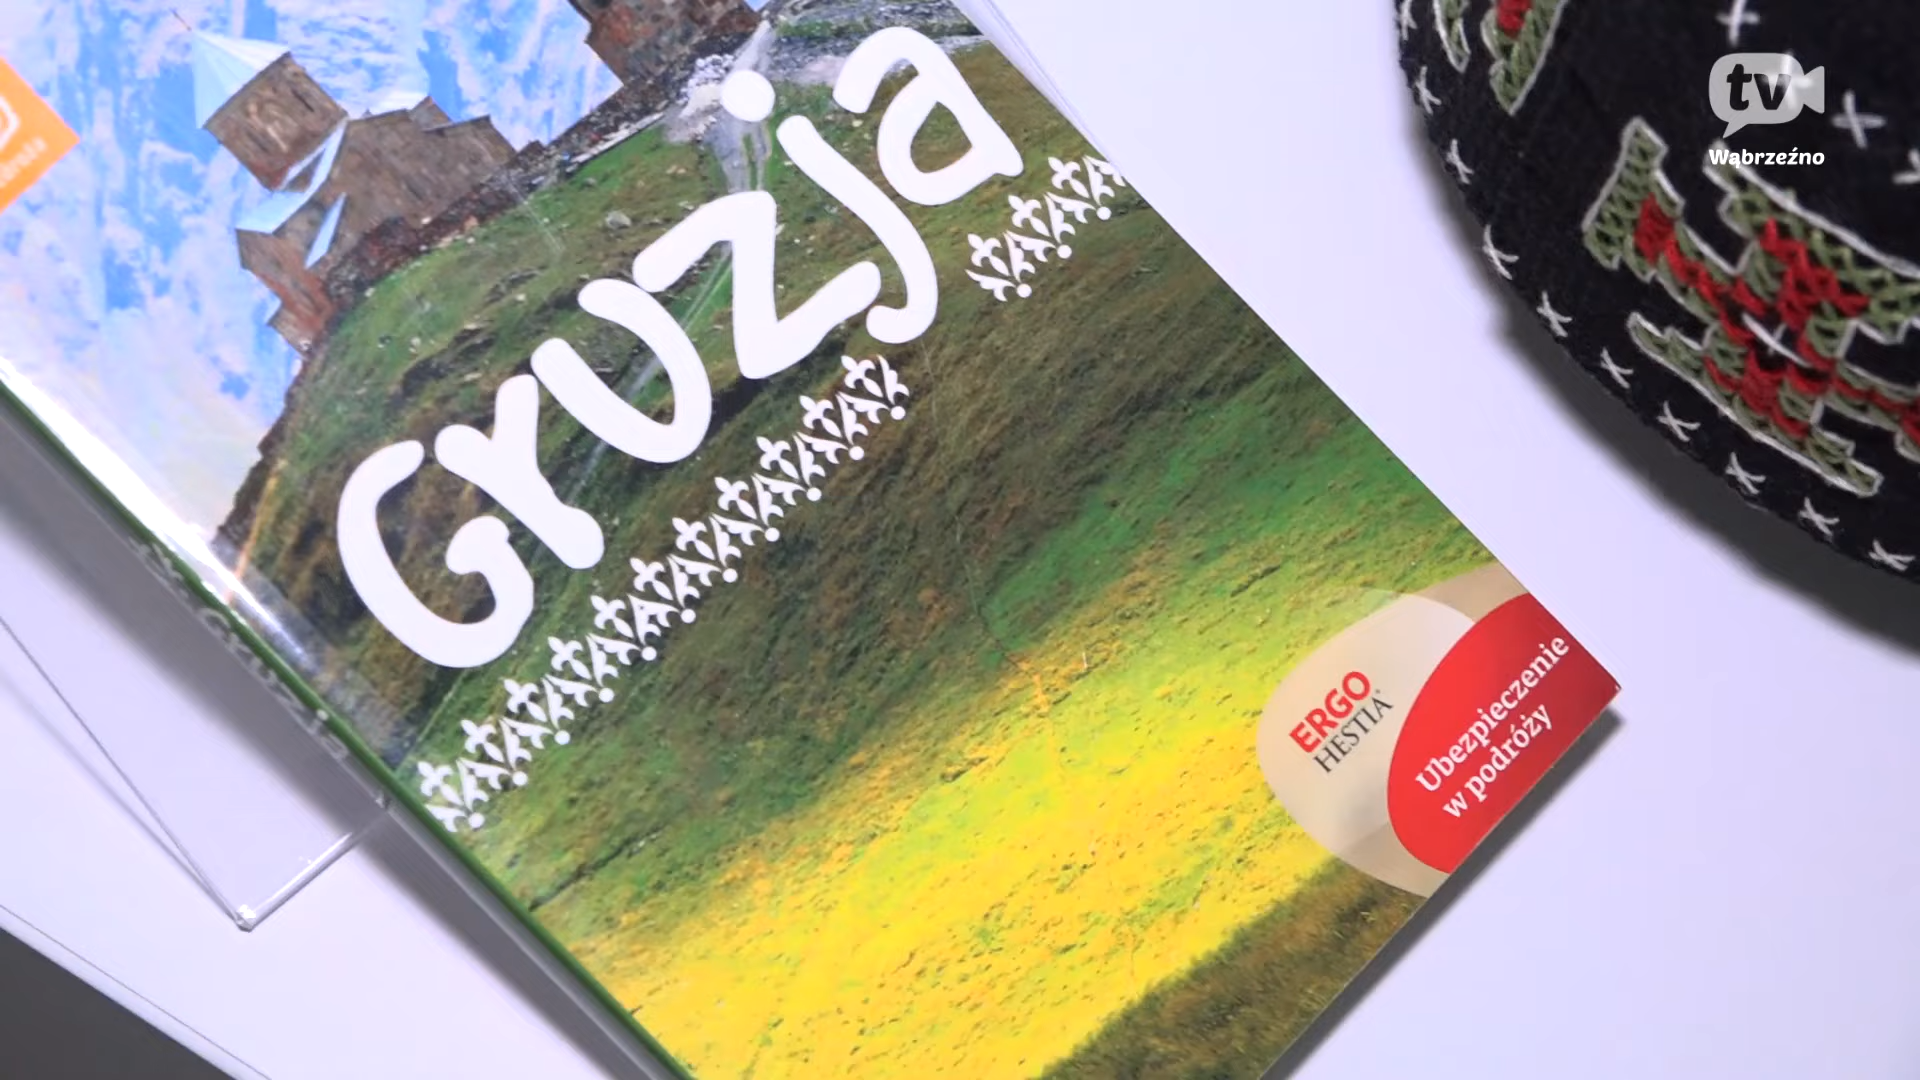 tv
Wąbrzeźno
Gruzja
ERGO
HESTIA®
Ubezpieczenie
w podróży